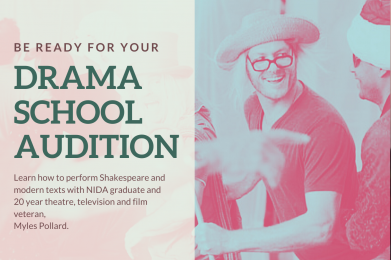 BE READY FOR YOUR
DRAMA
SCHOOL
AUDITION
Learn how to perform Shakespeare and
modern texts with NIDA graduate and
20 year theatre, television and film
veteran,
Myles Pollard.